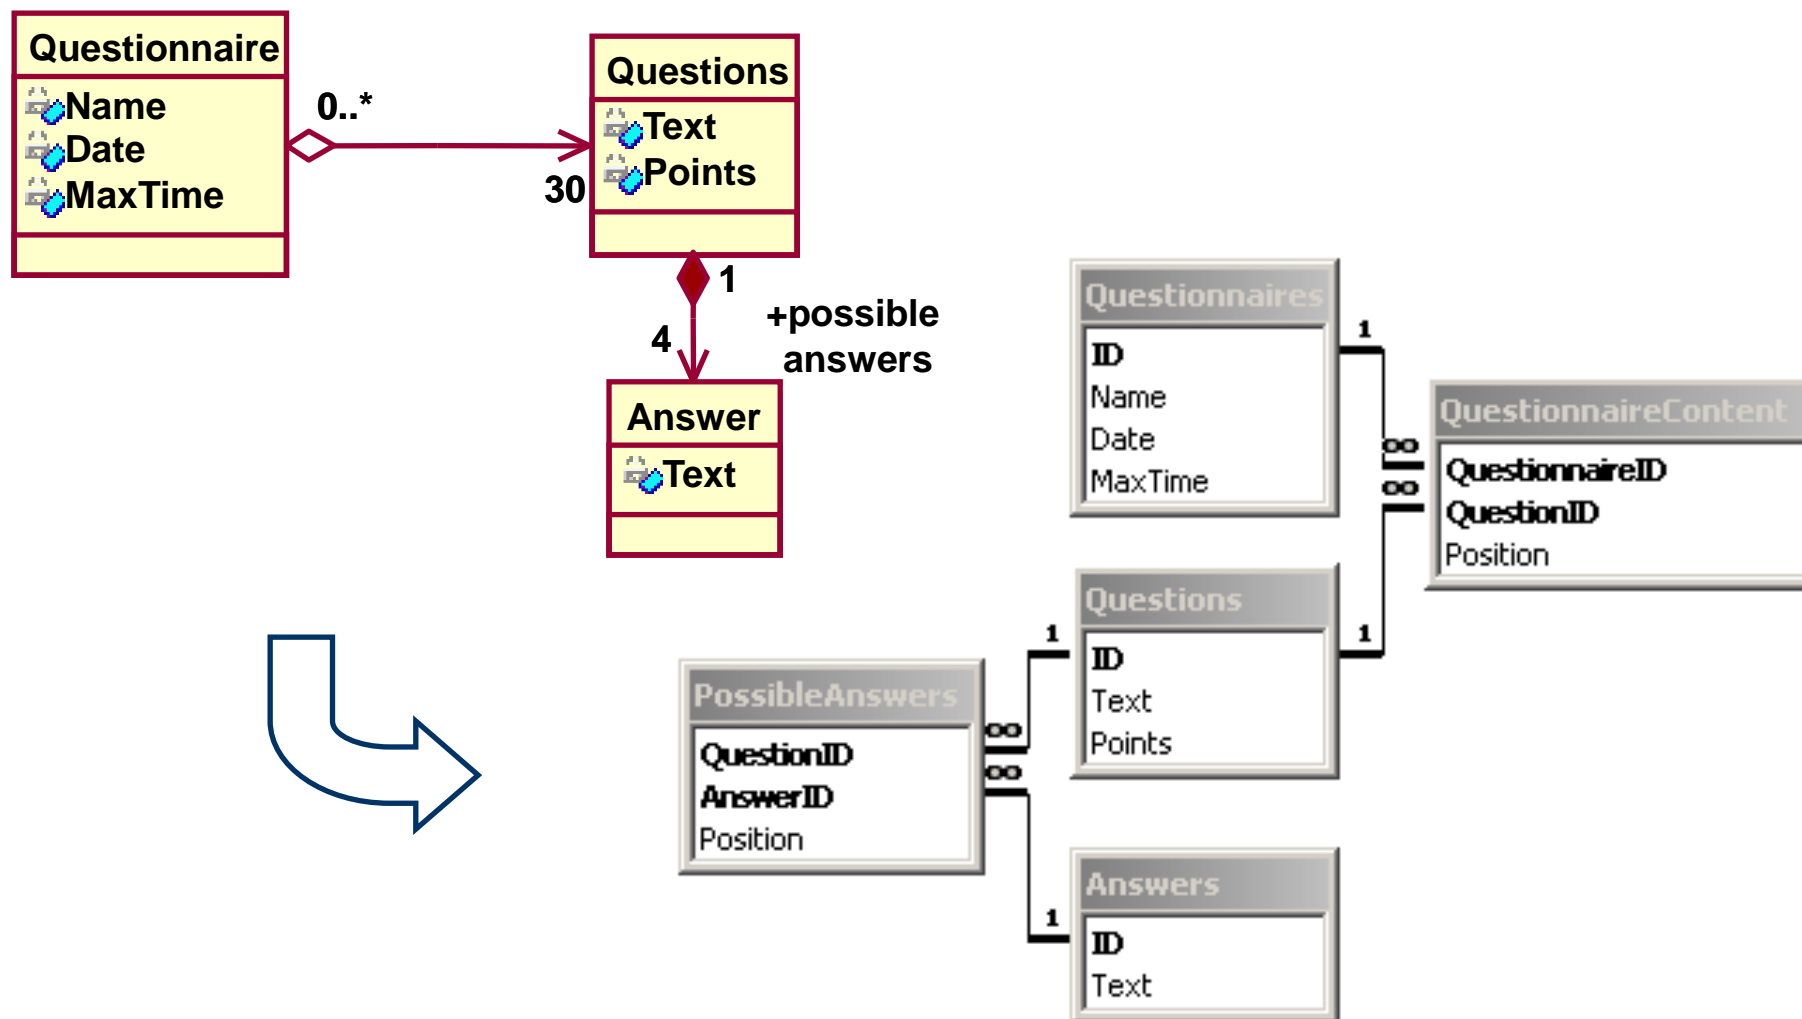 Questionnaire
Name
Date
MaxTime
0..*
30
Questions
Text
Points
1
4
+possible
answers
Answer
Text
Questionnaires
ID
Name
Date
MaxTime
1
∞
∞
QuestionnaireContent
QuestionnaireID
QuestionID
Position
Questions
ID
Text
Points
1
1
PossibleAnswers
QuestionID
AnswerID
Position
∞
∞
1
Answers
ID
Text